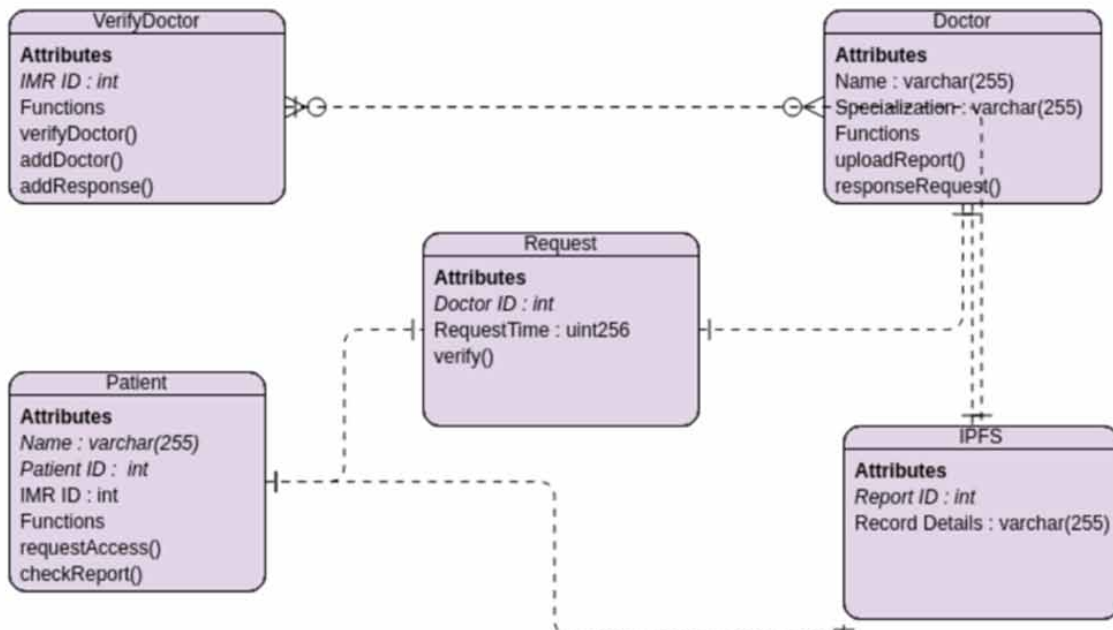 VerifyDoctor
Attributes
IMR ID : int
Functions
verifyDoctor()
addDoctor()
addResponse()
Doctor
Attributes
Name : varchar(255)
Specialization : varchar(255)
Functions
uploadReport()
responseRequest()
Request
Attributes
Doctor ID : int
RequestTime : uint256
verify()
Patient
Attributes
Name : varchar(255)
Patient ID : int
IMR ID : int
Functions
requestAccess()
checkReport()
IPFS
Attributes
Report ID : int
Record Details : varchar(255)